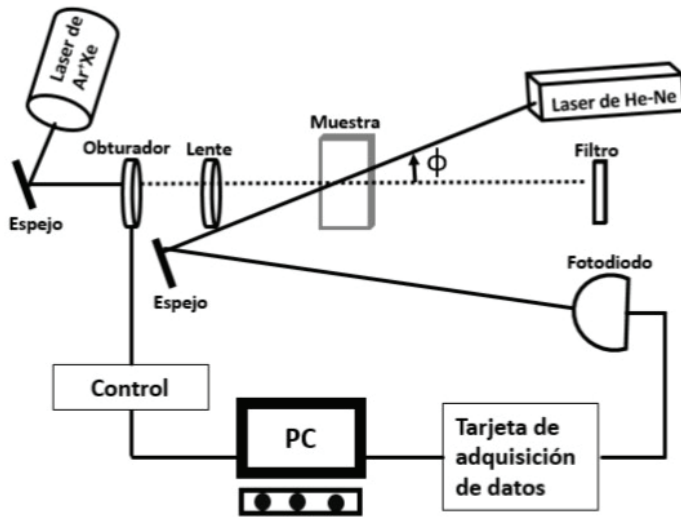 Laser de
Ar⁺Xe
Laser de He-Ne
Muestra
Obturador
Lente
ϕ
Filtro
Espejo
Espejo
Fotodiodo
Control
PC
Tarjeta de
adquisición
de datos